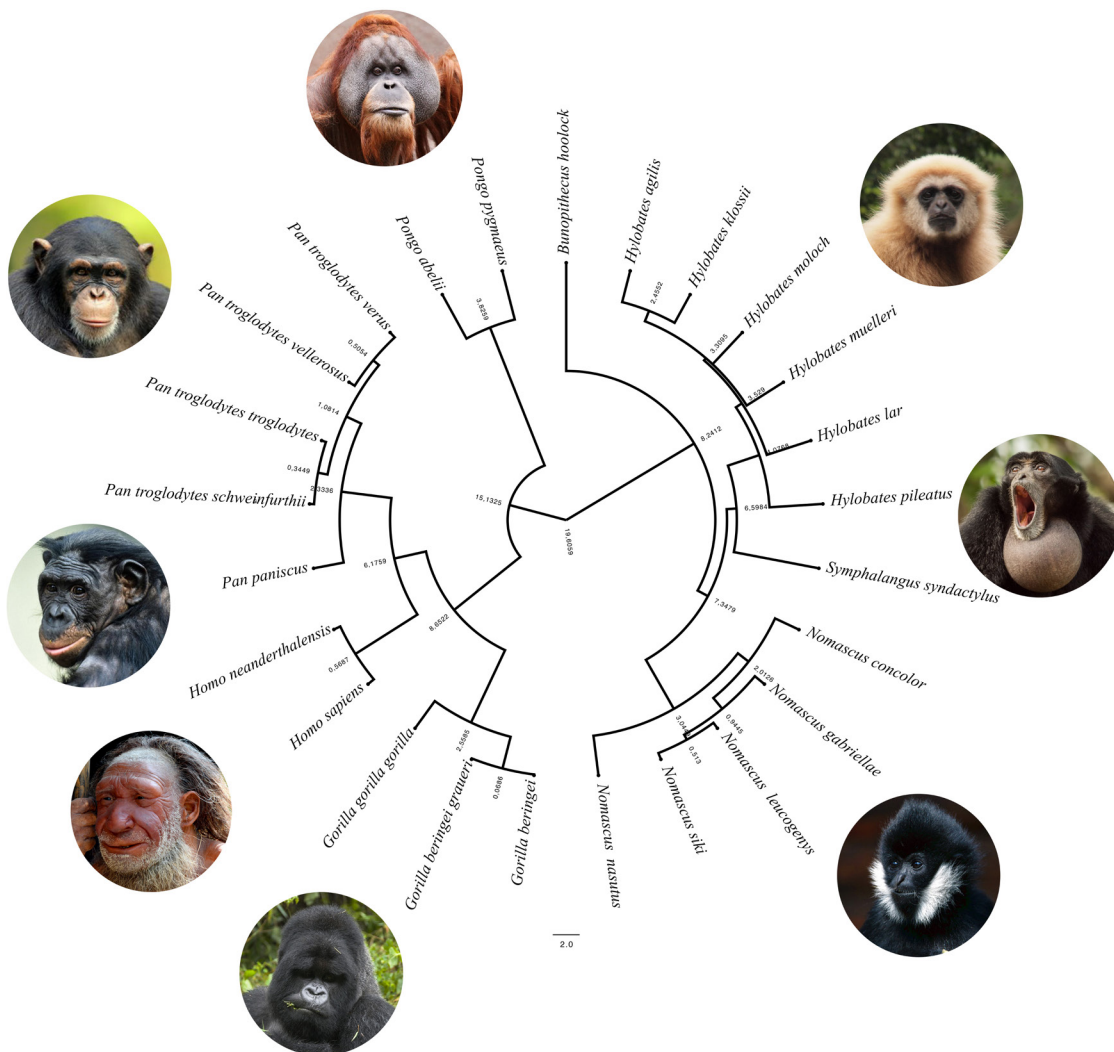 Bunopithecus hoolock
Hylobates agilis
Hylobates klossii
Hylobates moloch
Hylobates muelleri
Hylobates lar
Hylobates pileatus
Symphalangus syndactylus
Nomascus concolor
Nomascus gabriellae
Nomascus leucogenys
Nomascus siki
Nomascus nasutus
Gorilla beringei
Gorilla beringei graueri
Gorilla gorilla gorilla
Homo sapiens
Homo neanderthalensis
Pan paniscus
Pan troglodytes schweinfurthii
Pan troglodytes troglodytes
Pan troglodytes vellerosus
Pan troglodytes verus
Pongo abelii
Pongo pygmaeus
2,4552
3,3095
3,529
8,2412
6,5984
7,3479
2,0126
0,9445
0,513
19,6059
15,1325
3,8259
0,5054
1,0814
0,3449
2,3336
6,1759
8,6522
0,5687
2,5585
0,0686
2.0